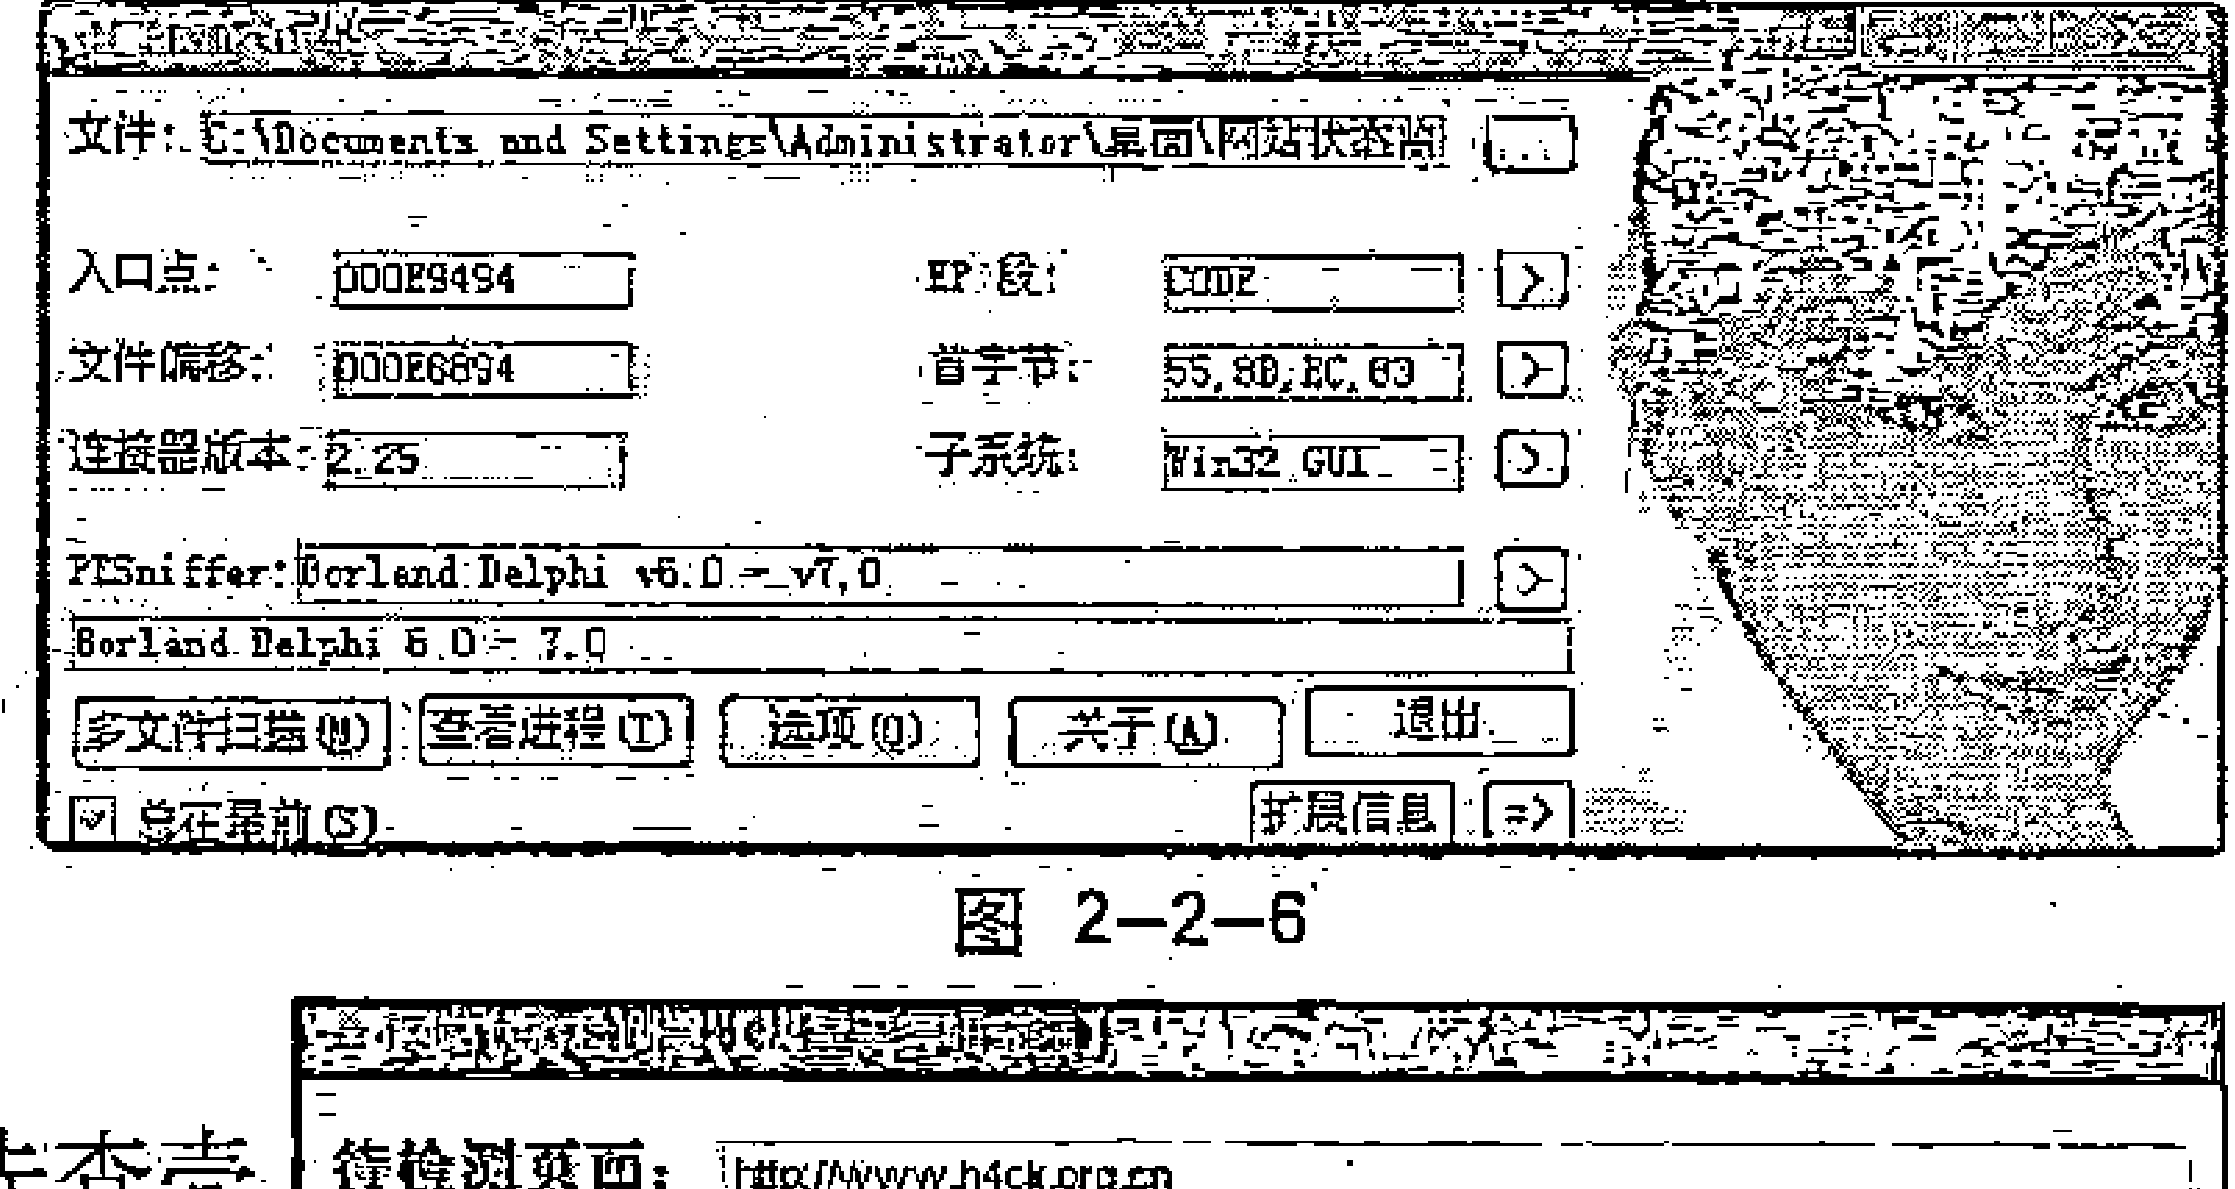 文件: C:\Documents and Settings\Administrator\桌面\网站状态
入口点: 000E9494 EP 段: CODE >
文件偏移: 000E8894 首字节: 55,8B,EC,83 >
连接器版本: 2.25 子系统: Win32 GUI >
PESniffer: Borland Delphi v6.0 - v7.0 >
Borland Delphi 6.0 - 7.0
多文件扫描(M) 查看进程(T) 选项(O) 关于(A) 退出
总在最前(S) 扩展信息 =>
图 2-2-6
查壳
待检测页面: http://www.h4ck.org.cn